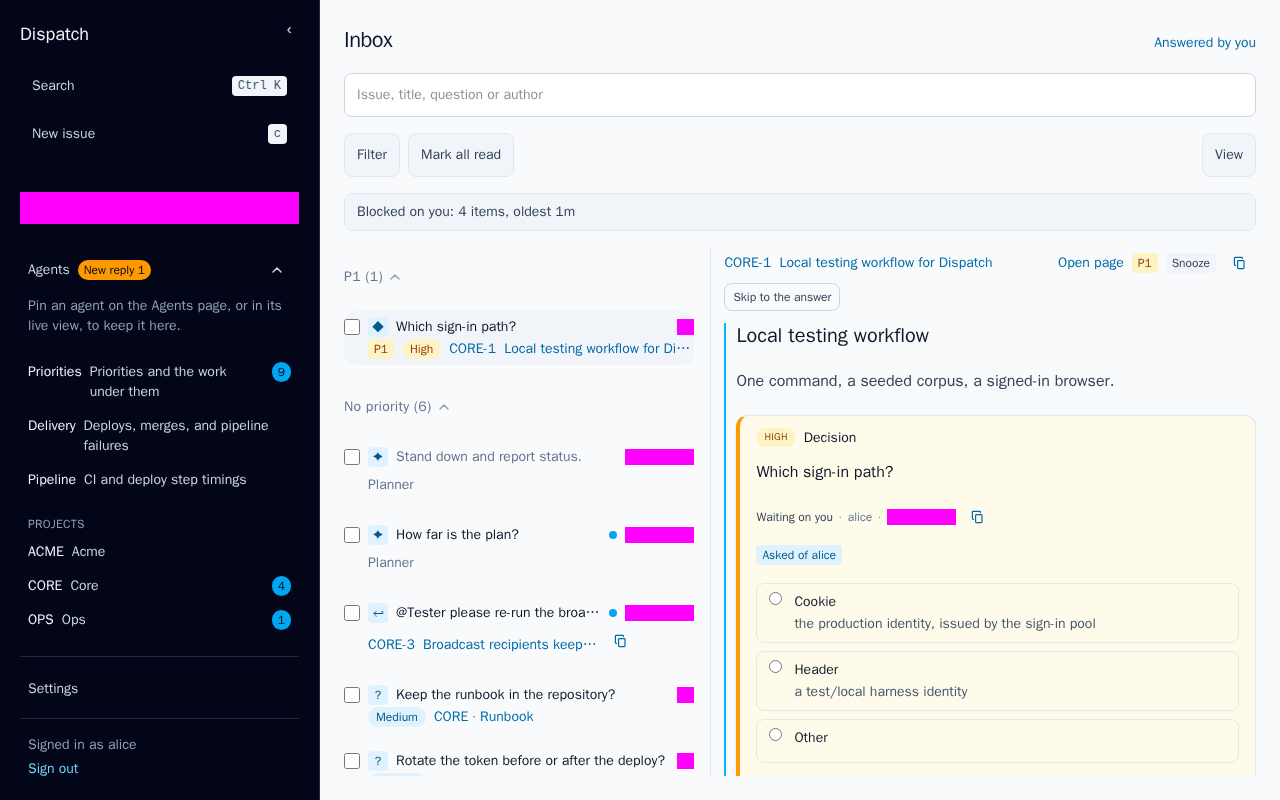 Dispatch
Search Ctrl K
New issue C
Agents New reply 1
Pin an agent on the Agents page, or in its
live view, to keep it here.
Priorities Priorities and the work 9
under them
Delivery Deploys, merges, and pipeline
failures
Pipeline CI and deploy step timings
PROJECTS
ACME Acme
CORE Core 4
OPS Ops 1
Settings
Signed in as alice
Sign out
Inbox
Answered by you
Issue, title, question or author
Filter Mark all read View
Blocked on you: 4 items, oldest 1m
P1 (1)
Which sign-in path?
P1 High CORE-1 Local testing workflow for Di···
No priority (6)
Stand down and report status.
Planner
How far is the plan?
Planner
@Tester please re-run the broa···
CORE-3 Broadcast recipients keep···
? Keep the runbook in the repository?
Medium CORE · Runbook
? Rotate the token before or after the deploy?
CORE-1 Local testing workflow for Dispatch Open page P1 Snooze
Skip to the answer
Local testing workflow
One command, a seeded corpus, a signed-in browser.
HIGH Decision
Which sign-in path?
Waiting on you · alice ·
Asked of alice
Cookie
the production identity, issued by the sign-in pool
Header
a test/local harness identity
Other